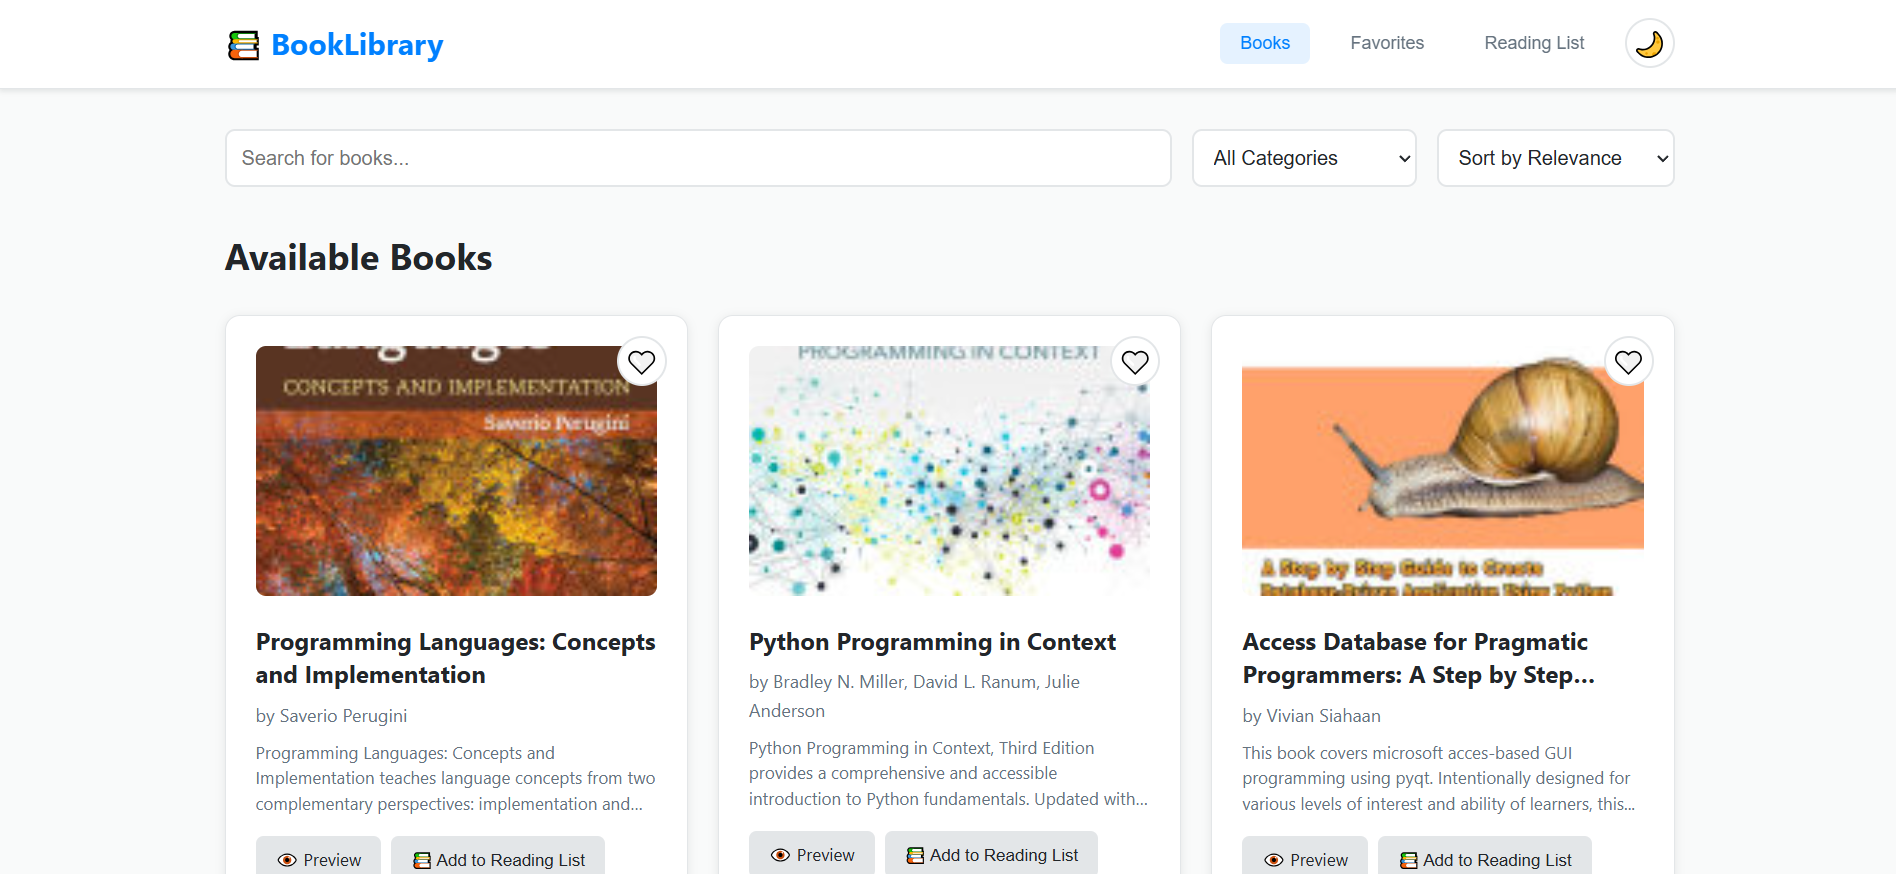 BookLibrary
Books
Favorites
Reading List
Search for books...
All Categories
Sort by Relevance
Available Books
Languages
CONCEPTS AND IMPLEMENTATION
Saverio Perugini
PROGRAMMING IN CONTEXT
A Step by Step Guide to Create
Database-Driven Application Using Python
Programming Languages: Concepts
and Implementation
by Saverio Perugini
Programming Languages: Concepts and
Implementation teaches language concepts from two
complementary perspectives: implementation and...
Preview
Add to Reading List
Python Programming in Context
by Bradley N. Miller, David L. Ranum, Julie
Anderson
Python Programming in Context, Third Edition
provides a comprehensive and accessible
introduction to Python fundamentals. Updated with...
Preview
Add to Reading List
Access Database for Pragmatic
Programmers: A Step by Step...
by Vivian Siahaan
This book covers microsoft acces-based GUI
programming using pyqt. Intentionally designed for
various levels of interest and ability of learners, this...
Preview
Add to Reading List